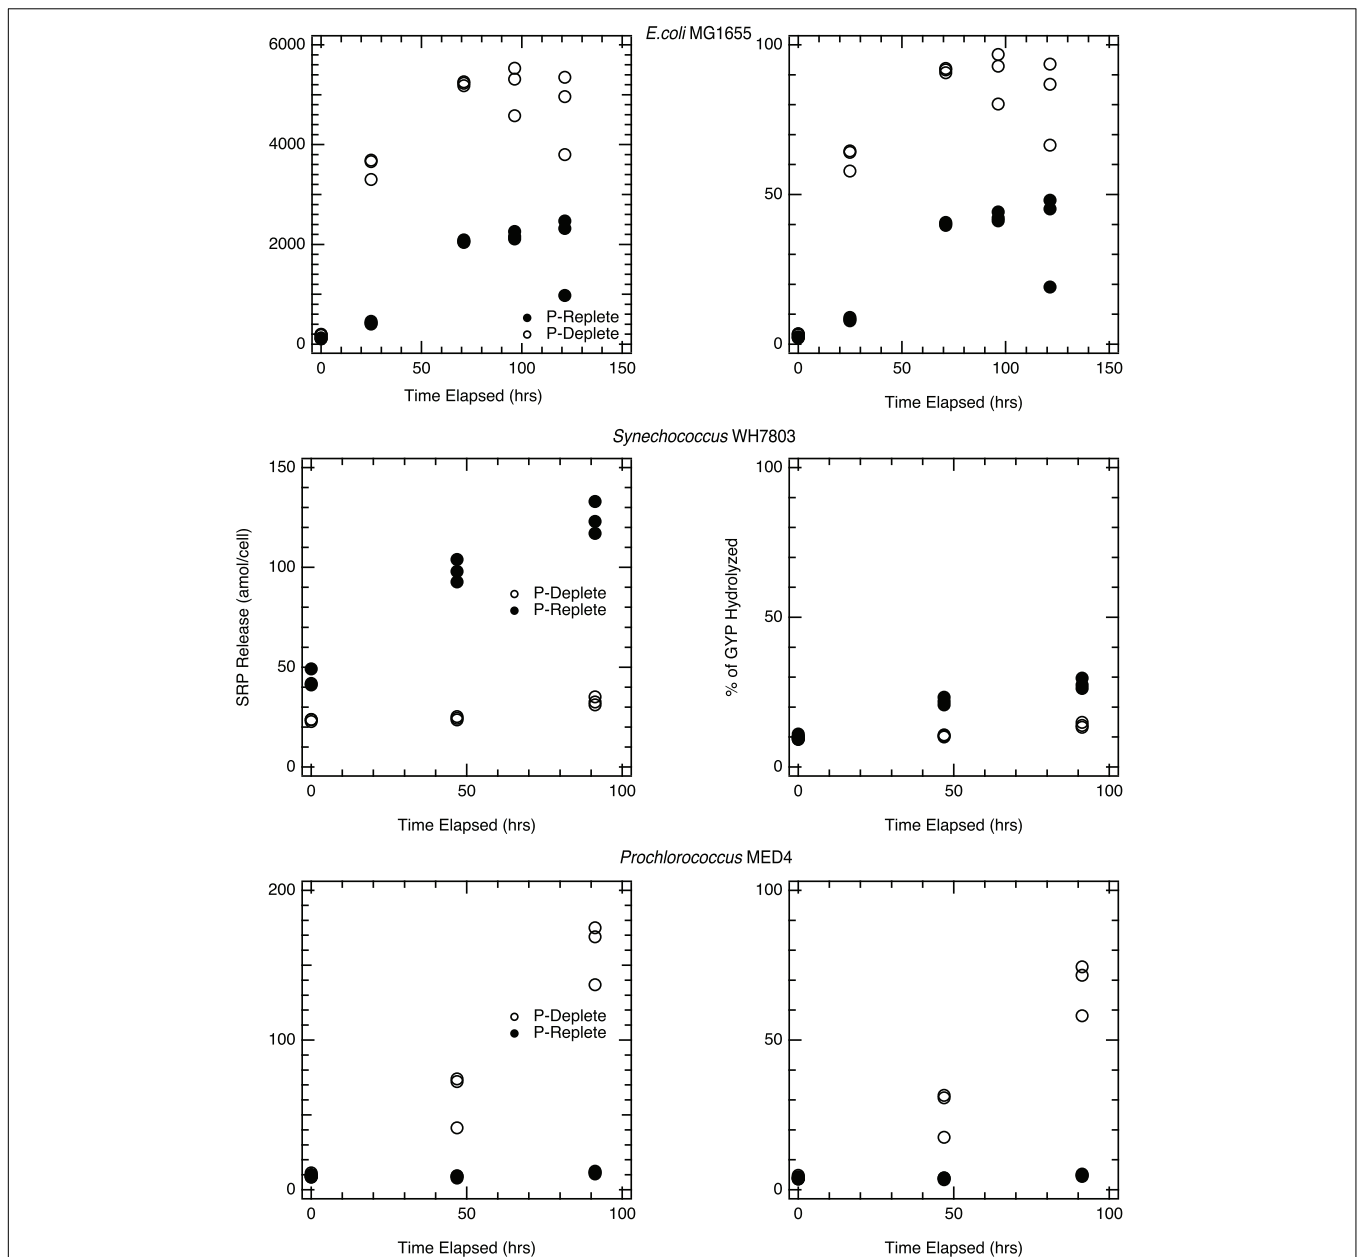 E.coli MG1655
6000
4000
2000
0
P-Replete
P-Deplete
0 50 100 150
Time Elapsed (hrs)
100
50
0
0 50 100 150
Time Elapsed (hrs)
Synechococcus WH7803
SRP Release (amol/cell)
150
100
50
0
P-Deplete
P-Replete
0 50 100
Time Elapsed (hrs)
% of GYP Hydrolyzed
100
50
0
0 50 100
Time Elapsed (hrs)
Prochlorococcus MED4
200
100
0
P-Deplete
P-Replete
0 50 100
Time Elapsed (hrs)
100
50
0
0 50 100
Time Elapsed (hrs)